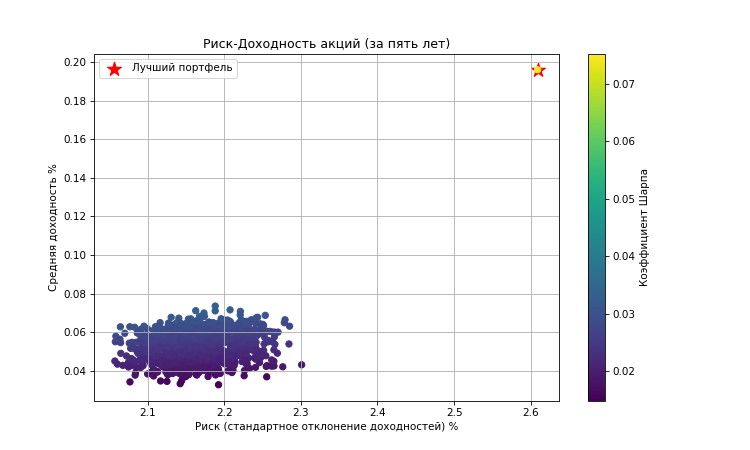 Риск-Доходность акций (за пять лет)
Лучший портфель
Средняя доходность %
0.20
0.18
0.16
0.14
0.12
0.10
0.08
0.06
0.04
2.1 2.2 2.3 2.4 2.5 2.6
Риск (стандартное отклонение доходностей) %
0.07
0.06
0.05
0.04
0.03
0.02
Коэффициент Шарпа